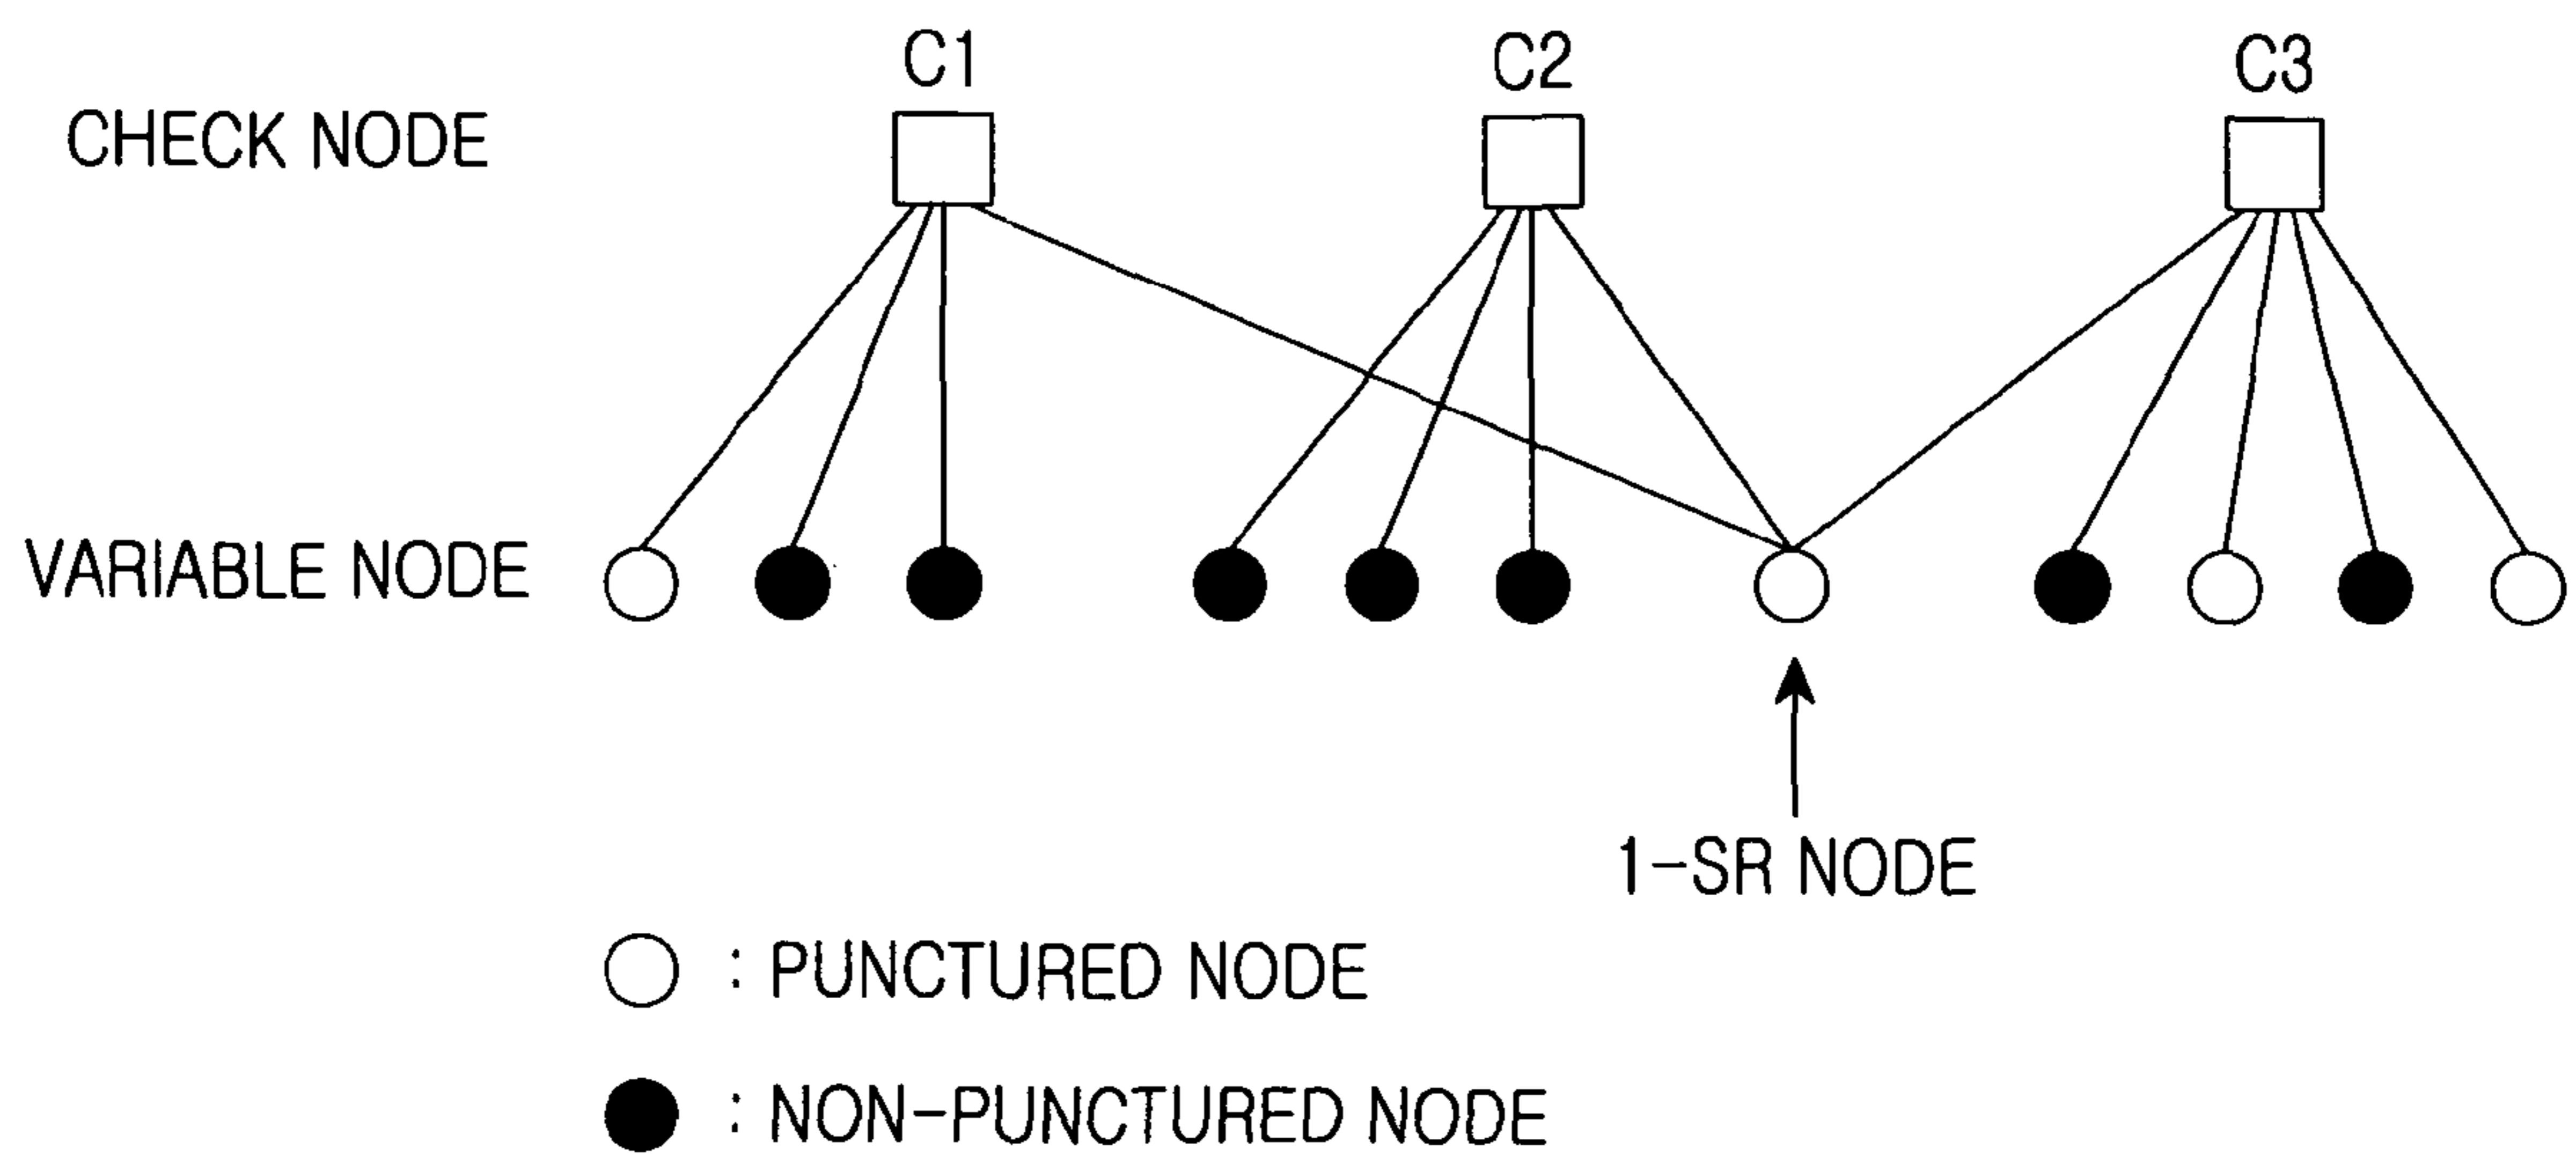 C1 C2 C3
CHECK NODE
VARIABLE NODE
1-SR NODE
: PUNCTURED NODE
: NON-PUNCTURED NODE